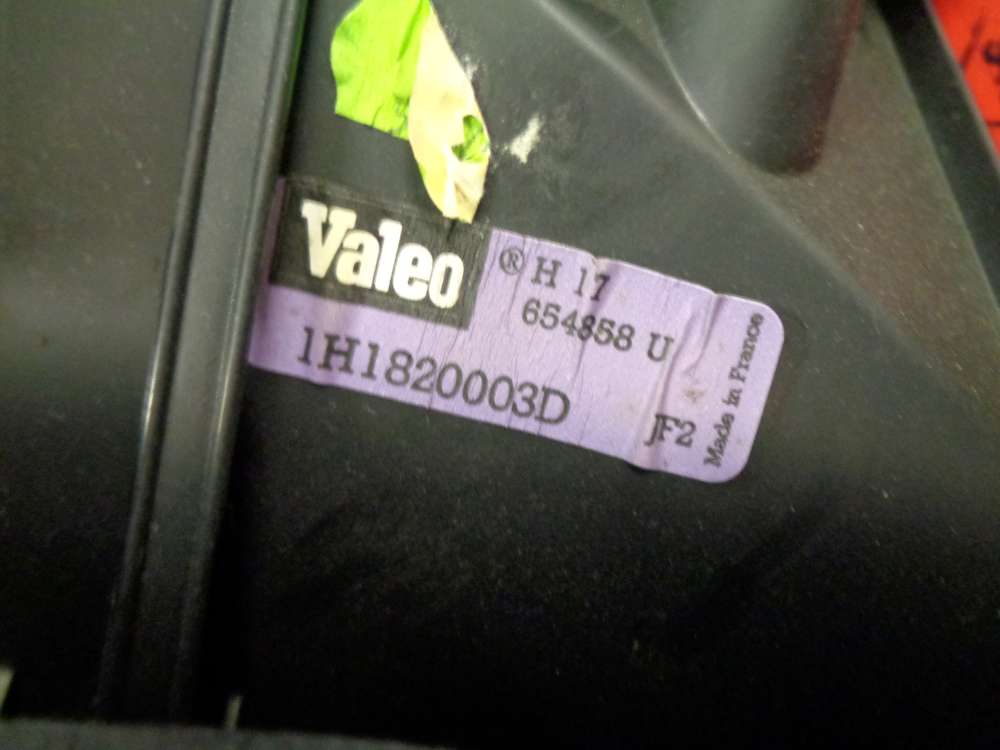 Valeo® H 17
654858 U
1H1820003D
JF2
Made in France